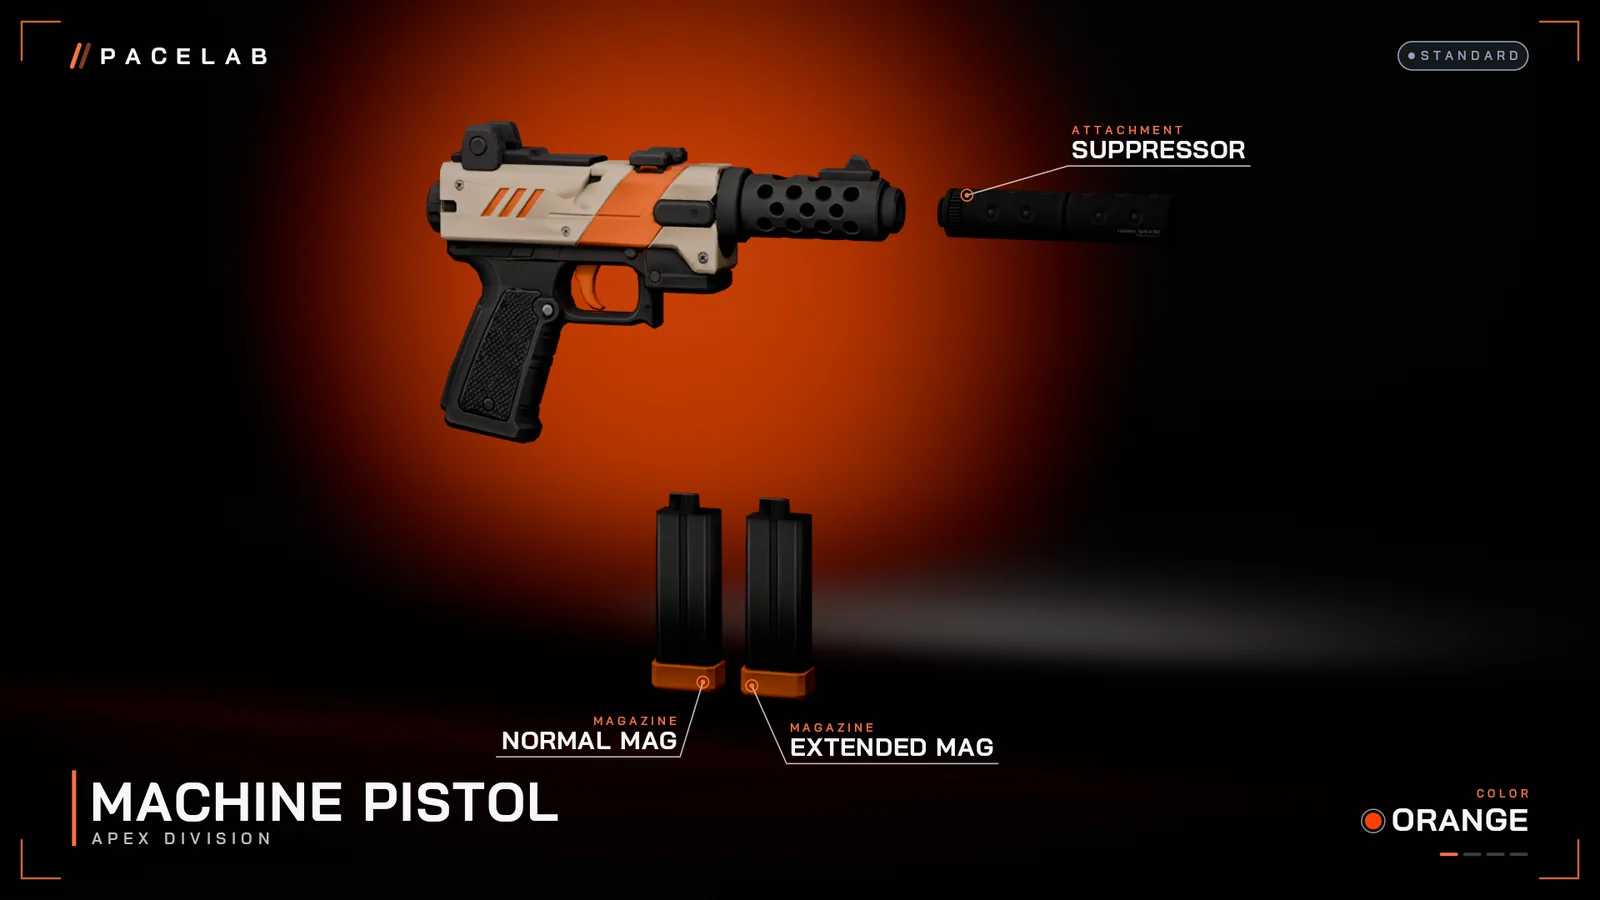 PACELAB
STANDARD
ATTACHMENT
SUPPRESSOR
MAGAZINE
NORMAL MAG
MAGAZINE
EXTENDED MAG
MACHINE PISTOL
APEX DIVISION
COLOR
ORANGE